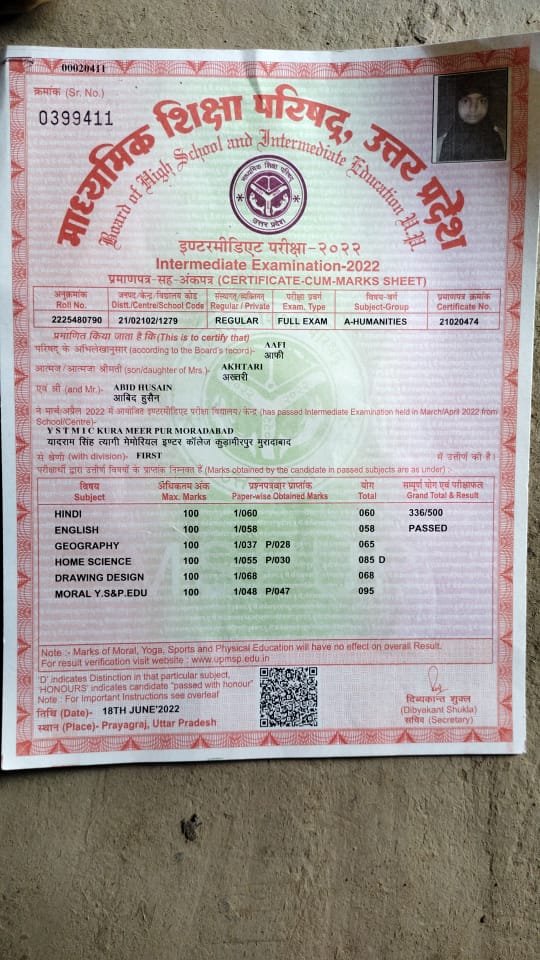 00020411
क्रमांक (Sr. No.)
0399411
माध्यमिक शिक्षा परिषद, उत्तर प्रदेश
Board of High School and Intermediate Education U.P.
माध्यमिक शिक्षा परिषद
उत्तर प्रदेश
इण्टरमीडिएट परीक्षा-२०२२
Intermediate Examination-2022
प्रमाणपत्र-सह-अंकपत्र (CERTIFICATE-CUM-MARKS SHEET)
अनुक्रमांक जनपद/केन्द्र/विद्यालय कोड संस्थागत/व्यक्तिगत परीक्षा प्रवर्ग विषय-वर्ग प्रमाणपत्र क्रमांक
Roll No. Distt./Centre/School Code Regular / Private Exam. Type Subject-Group Certificate No.
2225480790 21/02102/1279 REGULAR FULL EXAM A-HUMANITIES 21020474
प्रमाणित किया जाता है कि(This is to certify that)
AAFI
परिषद् के अभिलेखानुसार (according to the Board's record)- आफी
AKHTARI
आत्मज / आत्मजा श्रीमती (son/daughter of Mrs.)- अख्तरी
ABID HUSAIN
एवं श्री (and Mr.)- आबिद हुसैन
ने मार्च/अप्रैल 2022 में आयोजित इण्टरमीडिएट परीक्षा विद्यालय/ केन्द्र (has passed Intermediate Examination held in March/April 2022 from
School/Centre)-
Y S T M I C KURA MEER PUR MORADABAD
यादराम सिंह त्यागी मेमोरियल इण्टर कॉलेज कुड़ामीरपुर मुरादाबाद
से श्रेणी (with division)- FIRST में उत्तीर्ण की है।
परीक्षार्थी द्वारा उत्तीर्ण विषयों के प्राप्तांक निम्नवत हैं (Marks obtained by the candidate in passed subjects are as under) :-
विषय अधिकतम अंक प्रश्नपत्रवार प्राप्तांक योग सम्पूर्ण योग एवं परीक्षाफल
Subject Max. Marks Paper-wise Obtained Marks Total Grand Total & Result
HINDI 100 1/060 060 336/500
ENGLISH 100 1/058 058 PASSED
GEOGRAPHY 100 1/037 P/028 065
HOME SCIENCE 100 1/055 P/030 085 D
DRAWING DESIGN 100 1/068 068
MORAL Y.S&P.EDU 100 1/048 P/047 095
Note :- Marks of Moral, Yoga, Sports and Physical Education will have no effect on overall Result.
For result verification visit website : www.upmsp.edu.in
'D' indicates Distinction in that particular subject,
'HONOURS' indicates candidate "passed with honour"
Note : For Important Instructions see overleaf
तिथि (Date)- 18TH JUNE'2022
स्थान (Place)- Prayagraj, Uttar Pradesh
दिब्यकान्त शुक्ल
(Dibyakant Shukla)
सचिव (Secretary)